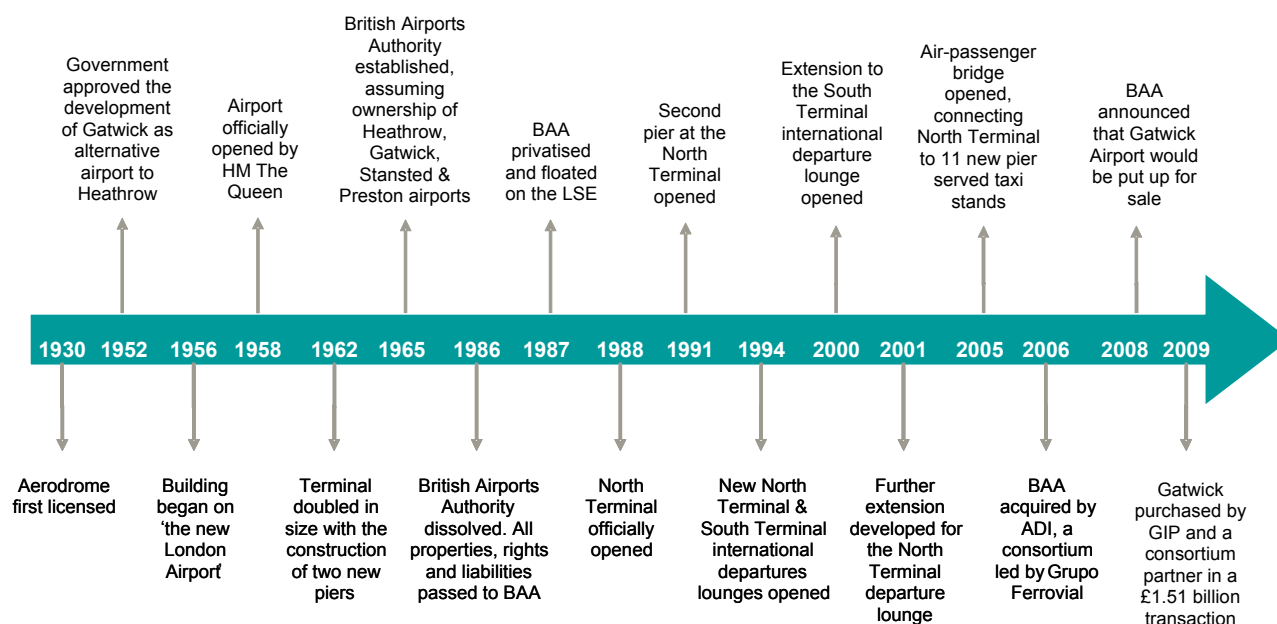 Government
approved the
development
of Gatwick as
alternative
airport to
Heathrow
Airport
officially
opened by
HM The
Queen
British Airports
Authority
established,
assuming
ownership of
Heathrow,
Gatwick,
Stansted &
Preston airports
BAA
privatised
and floated
on the LSE
Second
pier at the
North
Terminal
opened
Extension to
the South
Terminal
international
departure
lounge
opened
Air-passenger
bridge
opened,
connecting
North Terminal
to 11 new pier
served taxi
stands
BAA
announced
that Gatwick
Airport would
be put up for
sale
1930 1952 1956 1958 1962 1965 1986 1987 1988 1991 1994 2000 2001 2005 2006 2008 2009
Aerodrome
first licensed
Building
began on
‘the new
London
Airport’
Terminal
doubled in
size with the
construction
of two new
piers
British Airports
Authority
dissolved. All
properties, rights
and liabilities
passed to BAA
North
Terminal
officially
opened
New North
Terminal &
South Terminal
international
departures
lounges opened
Further
extension
developed for
the North
Terminal
departure
lounge
BAA
acquired by
ADI, a
consortium
led by Grupo
Ferrovial
Gatwick
purchased by
GIP and a
consortium
partner in a
£1.51 billion
transaction